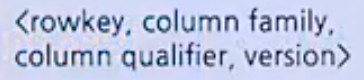 <rowkey, column family,
column qualifier, version>